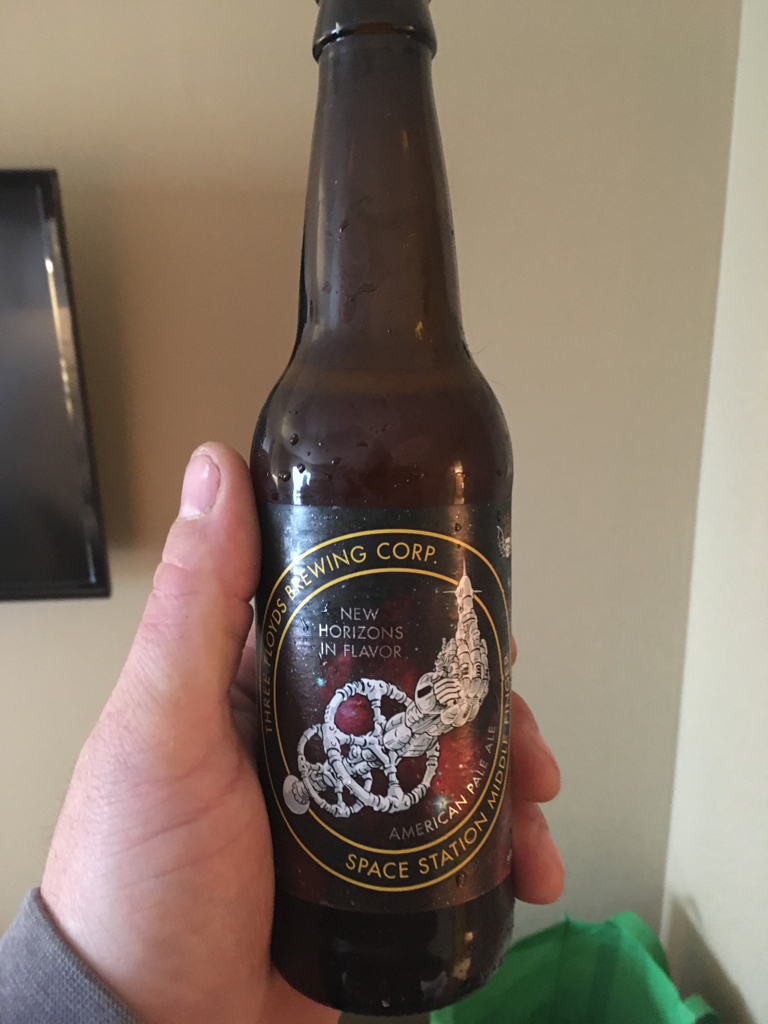 THREE FLOYDS BREWING CORP.
NEW
HORIZONS
IN FLAVOR
AMERICAN PALE ALE
SPACE STATION MIDDLE